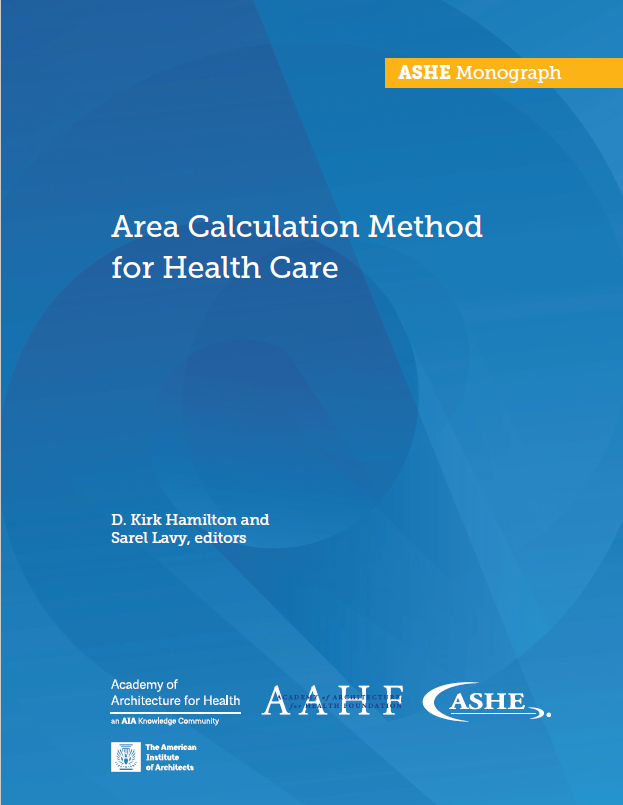 ASHE Monograph
Area Calculation Method
for Health Care
D. Kirk Hamilton and
Sarel Lavy, editors
Academy of
Architecture for Health
an AIA Knowledge Community
AAHF
ACADEMY of ARCHITECTURE
for HEALTH FOUNDATION
ASHE
The American
Institute
of Architects